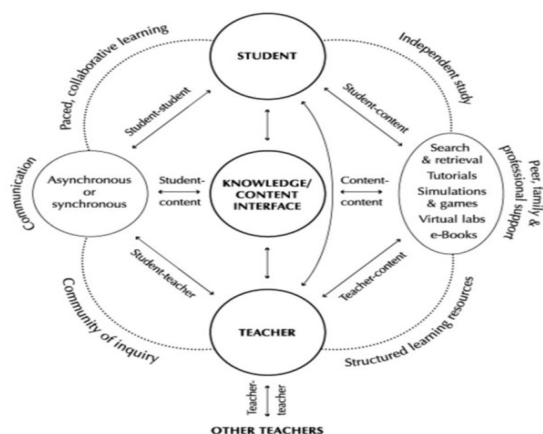 STUDENT
Paced, collaborative learning
Independent study
Student-student
Student-content
Communication
Asynchronous
or
synchronous
Student-
content
KNOWLEDGE/
CONTENT
INTERFACE
Content-
content
Search
& retrieval
Tutorials
Simulations
& games
Virtual labs
e-Books
Peer, family &
professional support
Student-teacher
Teacher-content
Community of inquiry
TEACHER
Structured learning resources
Teacher-
teacher
OTHER TEACHERS